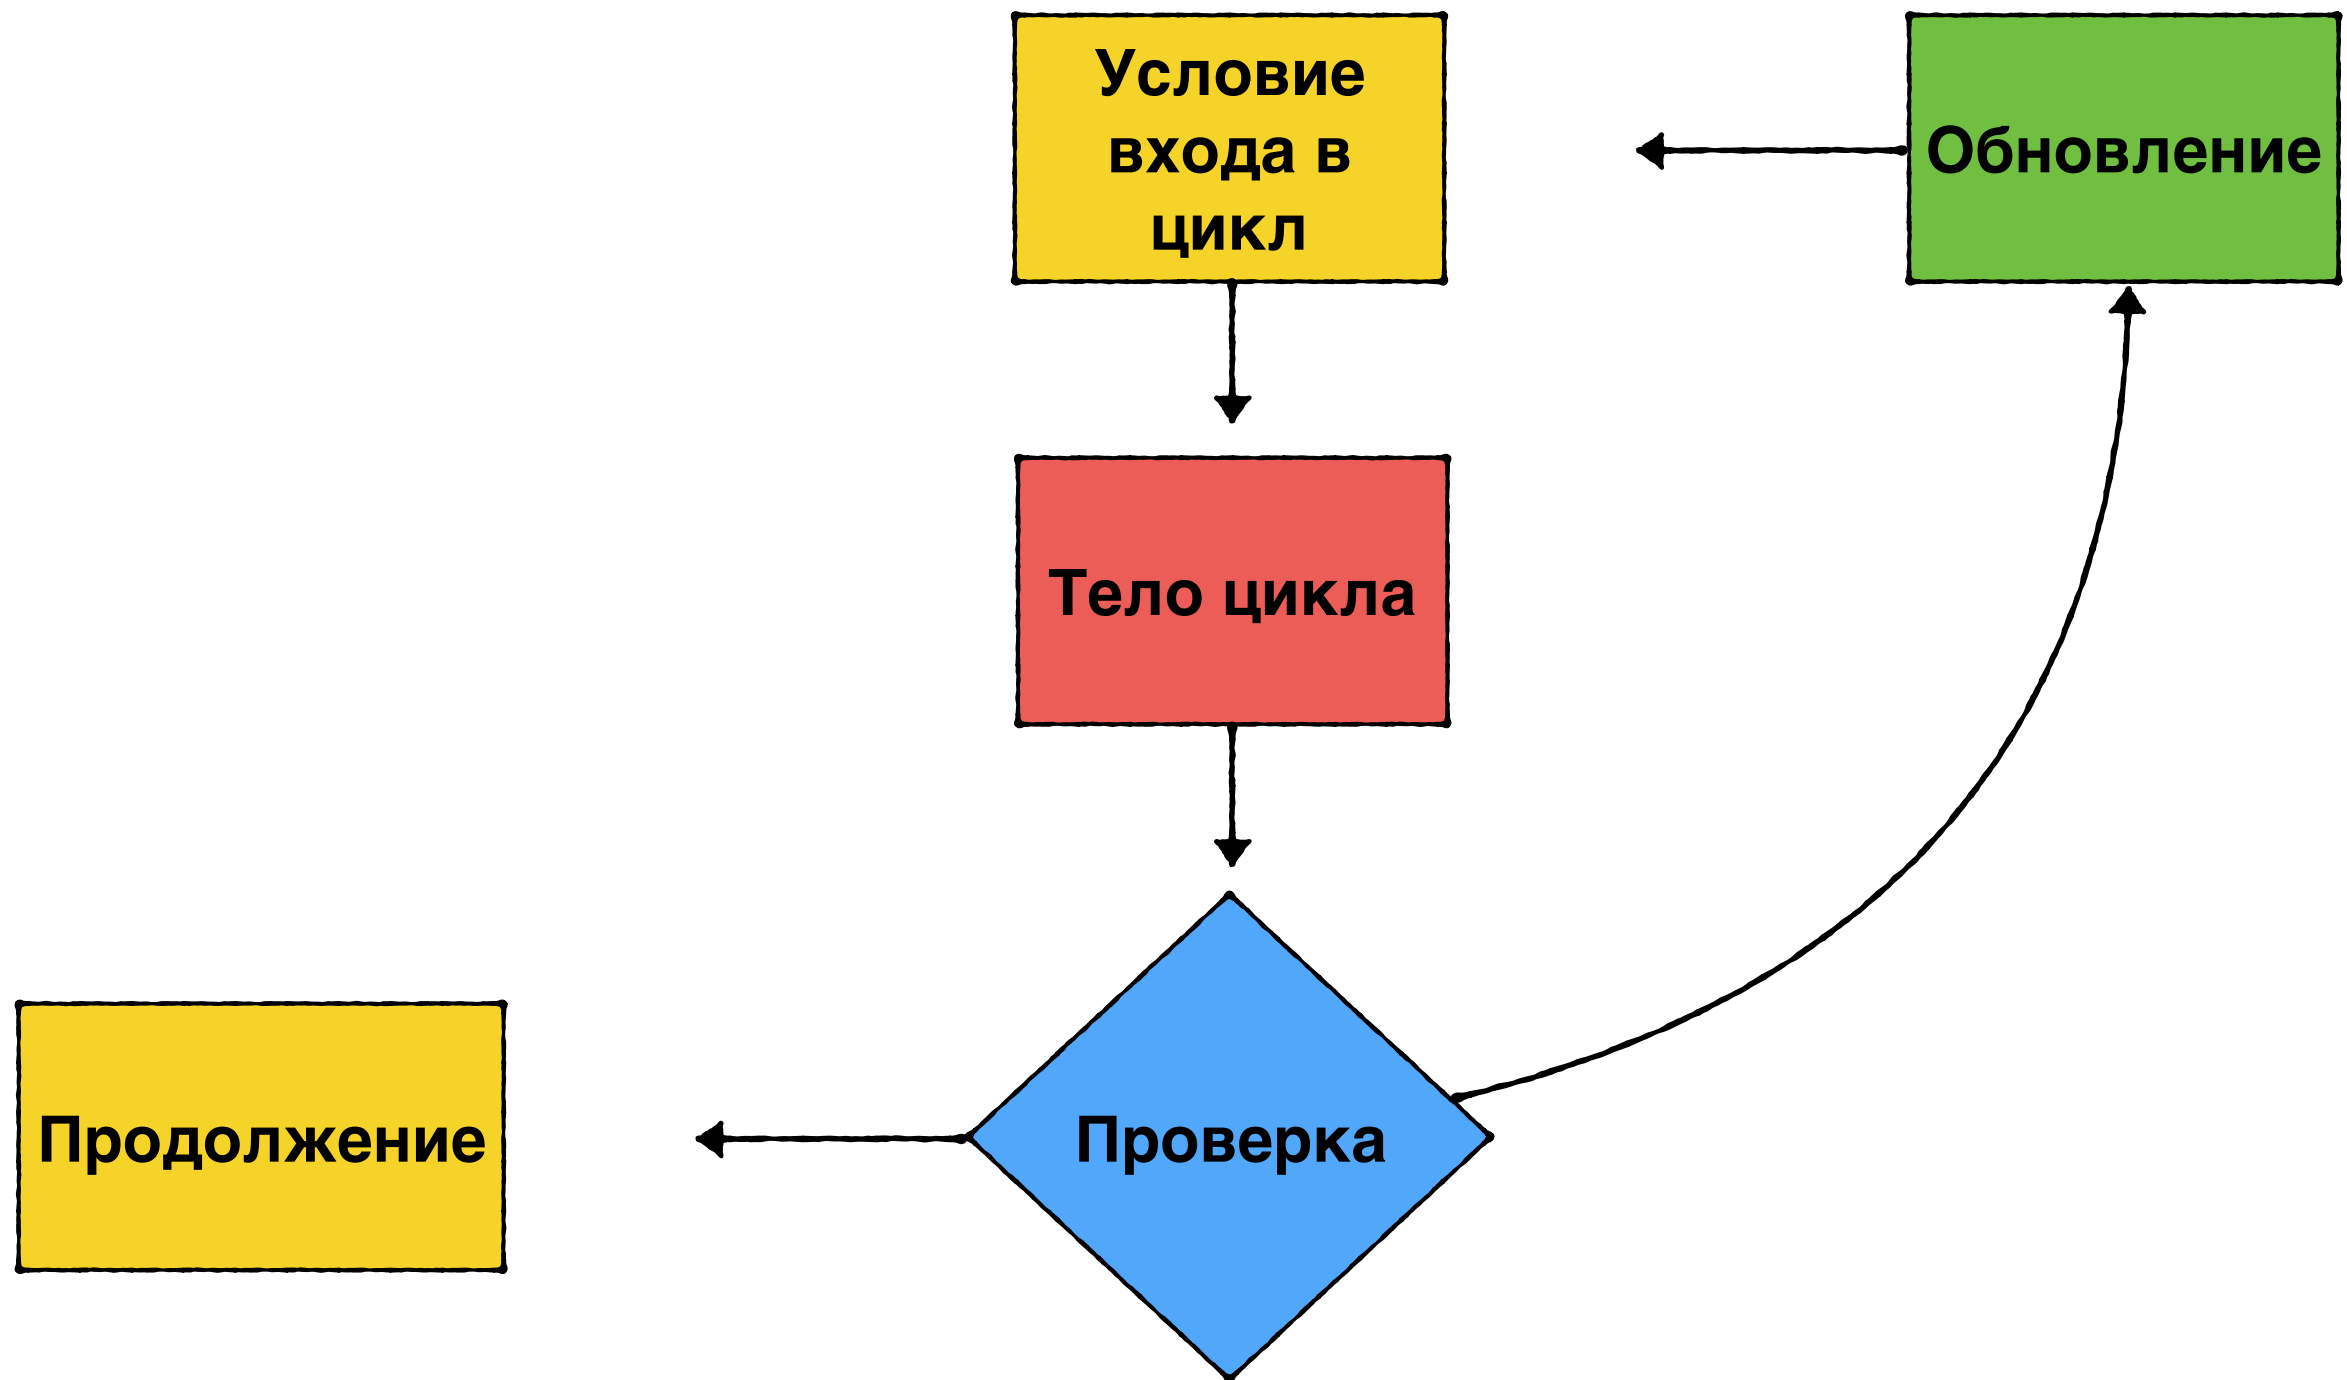 Условие
входа в
цикл
Обновление
Тело цикла
Продолжение
Проверка